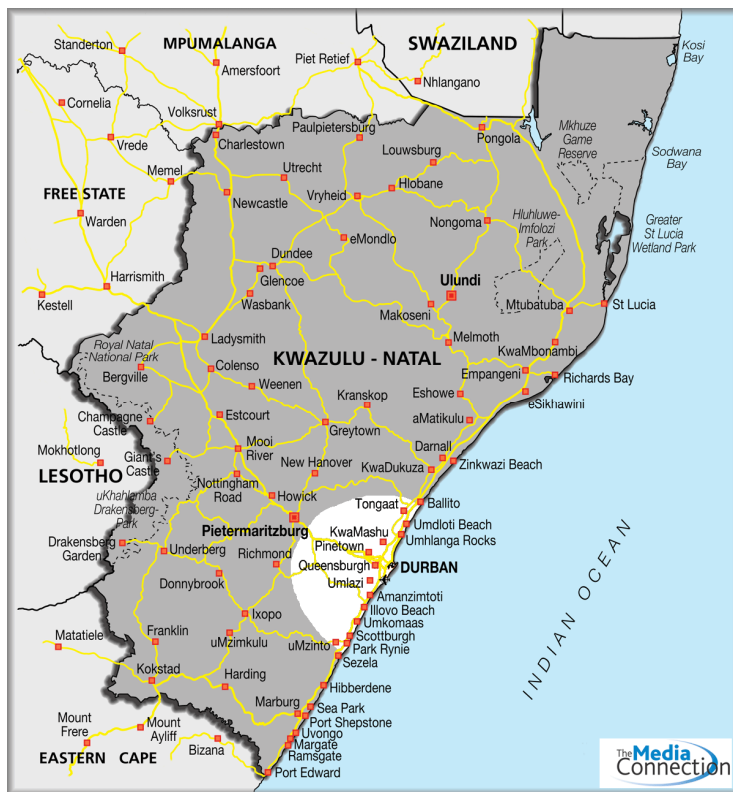 MPUMALANGA
SWAZILAND
Standerton
Amersfoort
Piet Retief
Nhlangano
Kosi
Bay
Cornelia
Volksrust
Vrede
Charlestown
Paulpietersburg
Pongola
Mkhuze
Game
Reserve
Sodwana
Bay
Memel
Utrecht
Louwsburg
FREE STATE
Newcastle
Vryheid
Hlobane
Warden
Nongoma
Hluhluwe-
Imfolozi
Park
Greater
St Lucia
Wetland Park
eMondlo
Dundee
Glencoe
Harrismith
Ulundi
Kestell
Wasbank
Makoseni
Mtubatuba
St Lucia
Royal Natal
National Park
Ladysmith
Melmoth
KwaMbonambi
KWAZULU - NATAL
Bergville
Colenso
Weenen
Empangeni
Richards Bay
Kranskop
Eshowe
eSikhawini
Champagne
Castle
Estcourt
Greytown
aMatikulu
Mokhotlong
Giant's
Castle
Mooi
River
Darnall
LESOTHO
New Hanover
KwaDukuza
Zinkwazi Beach
Nottingham
Road
uKhahlamba
Drakensberg-
Park
Howick
Tongaat
Ballito
Pietermaritzburg
KwaMashu
Umdloti Beach
Drakensberg
Garden
Underberg
Pinetown
Umhlanga Rocks
Richmond
Queensburgh
DURBAN
Donnybrook
Umlazi
Amanzimtoti
Illovo Beach
Ixopo
Umkomaas
Matatiele
Franklin
uMzimkulu
uMzinto
Scottburgh
Park Rynie
Sezela
Kokstad
Harding
Hibberdene
INDIAN OCEAN
Marburg
Sea Park
Port Shepstone
Mount
Frere
Mount
Ayliff
Uvongo
Bizana
Margate
Ramsgate
EASTERN CAPE
Port Edward
The Media
Connection